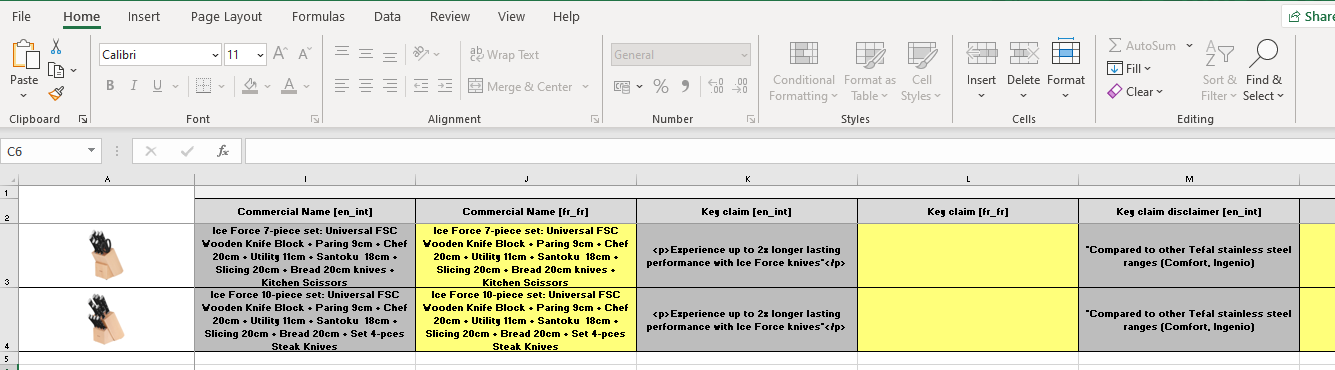 File Home Insert Page Layout Formulas Data Review View Help Share
Calibri 11 A A ab Wrap Text General AutoSum
Paste B I U A Merge & Center % Conditional Formatting Format as Table Cell Styles Insert Delete Format Fill Clear Sort & Filter Find & Select
Clipboard Font Alignment Number Styles Cells Editing
C6 fx
A I J K L M
1
2 Commercial Name [en_int] Commercial Name [fr_fr] Key claim [en_int] Key claim [fr_fr] Key claim disclaimer [en_int]
3
Ice Force 7-piece set: Universal FSC
Wooden Knife Block + Paring 9cm + Chef
20cm + Utility 11cm + Santoku  18cm +
Slicing 20cm + Bread 20cm knives +
Kitchen Scissors
Ice Force 7-piece set: Universal FSC
Wooden Knife Block + Paring 9cm + Chef
20cm + Utility 11cm + Santoku  18cm +
Slicing 20cm + Bread 20cm knives +
Kitchen Scissors
<p>Experience up to 2x longer lasting
performance with Ice Force knives*</p>
*Compared to other Tefal stainless steel
ranges (Comfort, Ingenio)
4
Ice Force 10-piece set: Universal FSC
Wooden Knife Block + Paring 9cm + Chef
20cm + Utility 11cm + Santoku  18cm +
Slicing 20cm + Bread 20cm + Set 4-pces
Steak Knives
Ice Force 10-piece set: Universal FSC
Wooden Knife Block + Paring 9cm + Chef
20cm + Utility 11cm + Santoku  18cm +
Slicing 20cm + Bread 20cm + Set 4-pces
Steak Knives
<p>Experience up to 2x longer lasting
performance with Ice Force knives*</p>
*Compared to other Tefal stainless steel
ranges (Comfort, Ingenio)
5